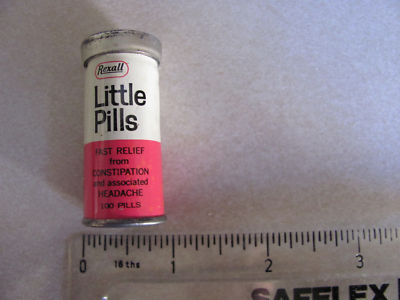 Rexall
Little
Pills
FAST RELIEF
from
CONSTIPATION
and associated
HEADACHE
100 PILLS
0 16 ths 1 2 3
SAFFLEX